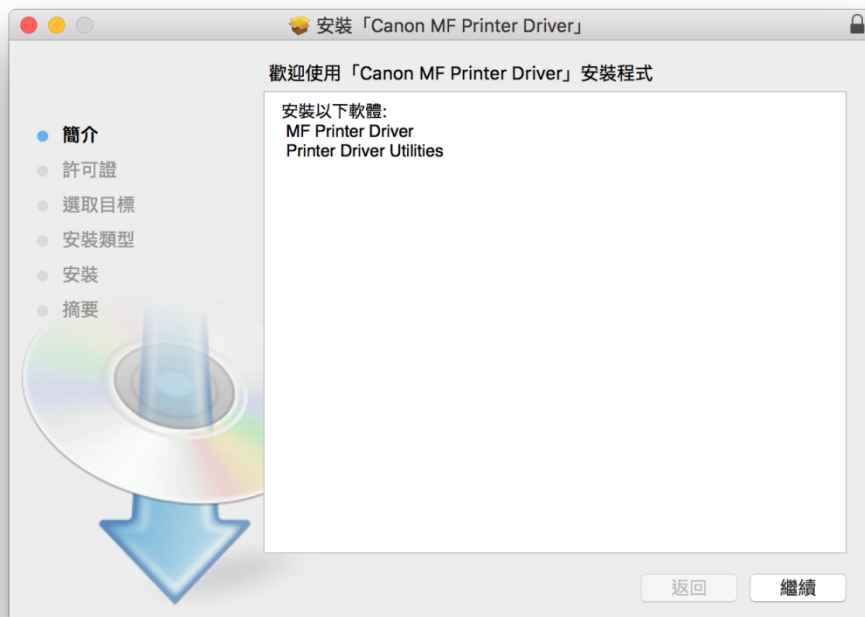 安裝「Canon MF Printer Driver」
歡迎使用「Canon MF Printer Driver」安裝程式
簡介
許可證
選取目標
安裝類型
安裝
摘要
安裝以下軟體:
MF Printer Driver
Printer Driver Utilities
返回
繼續